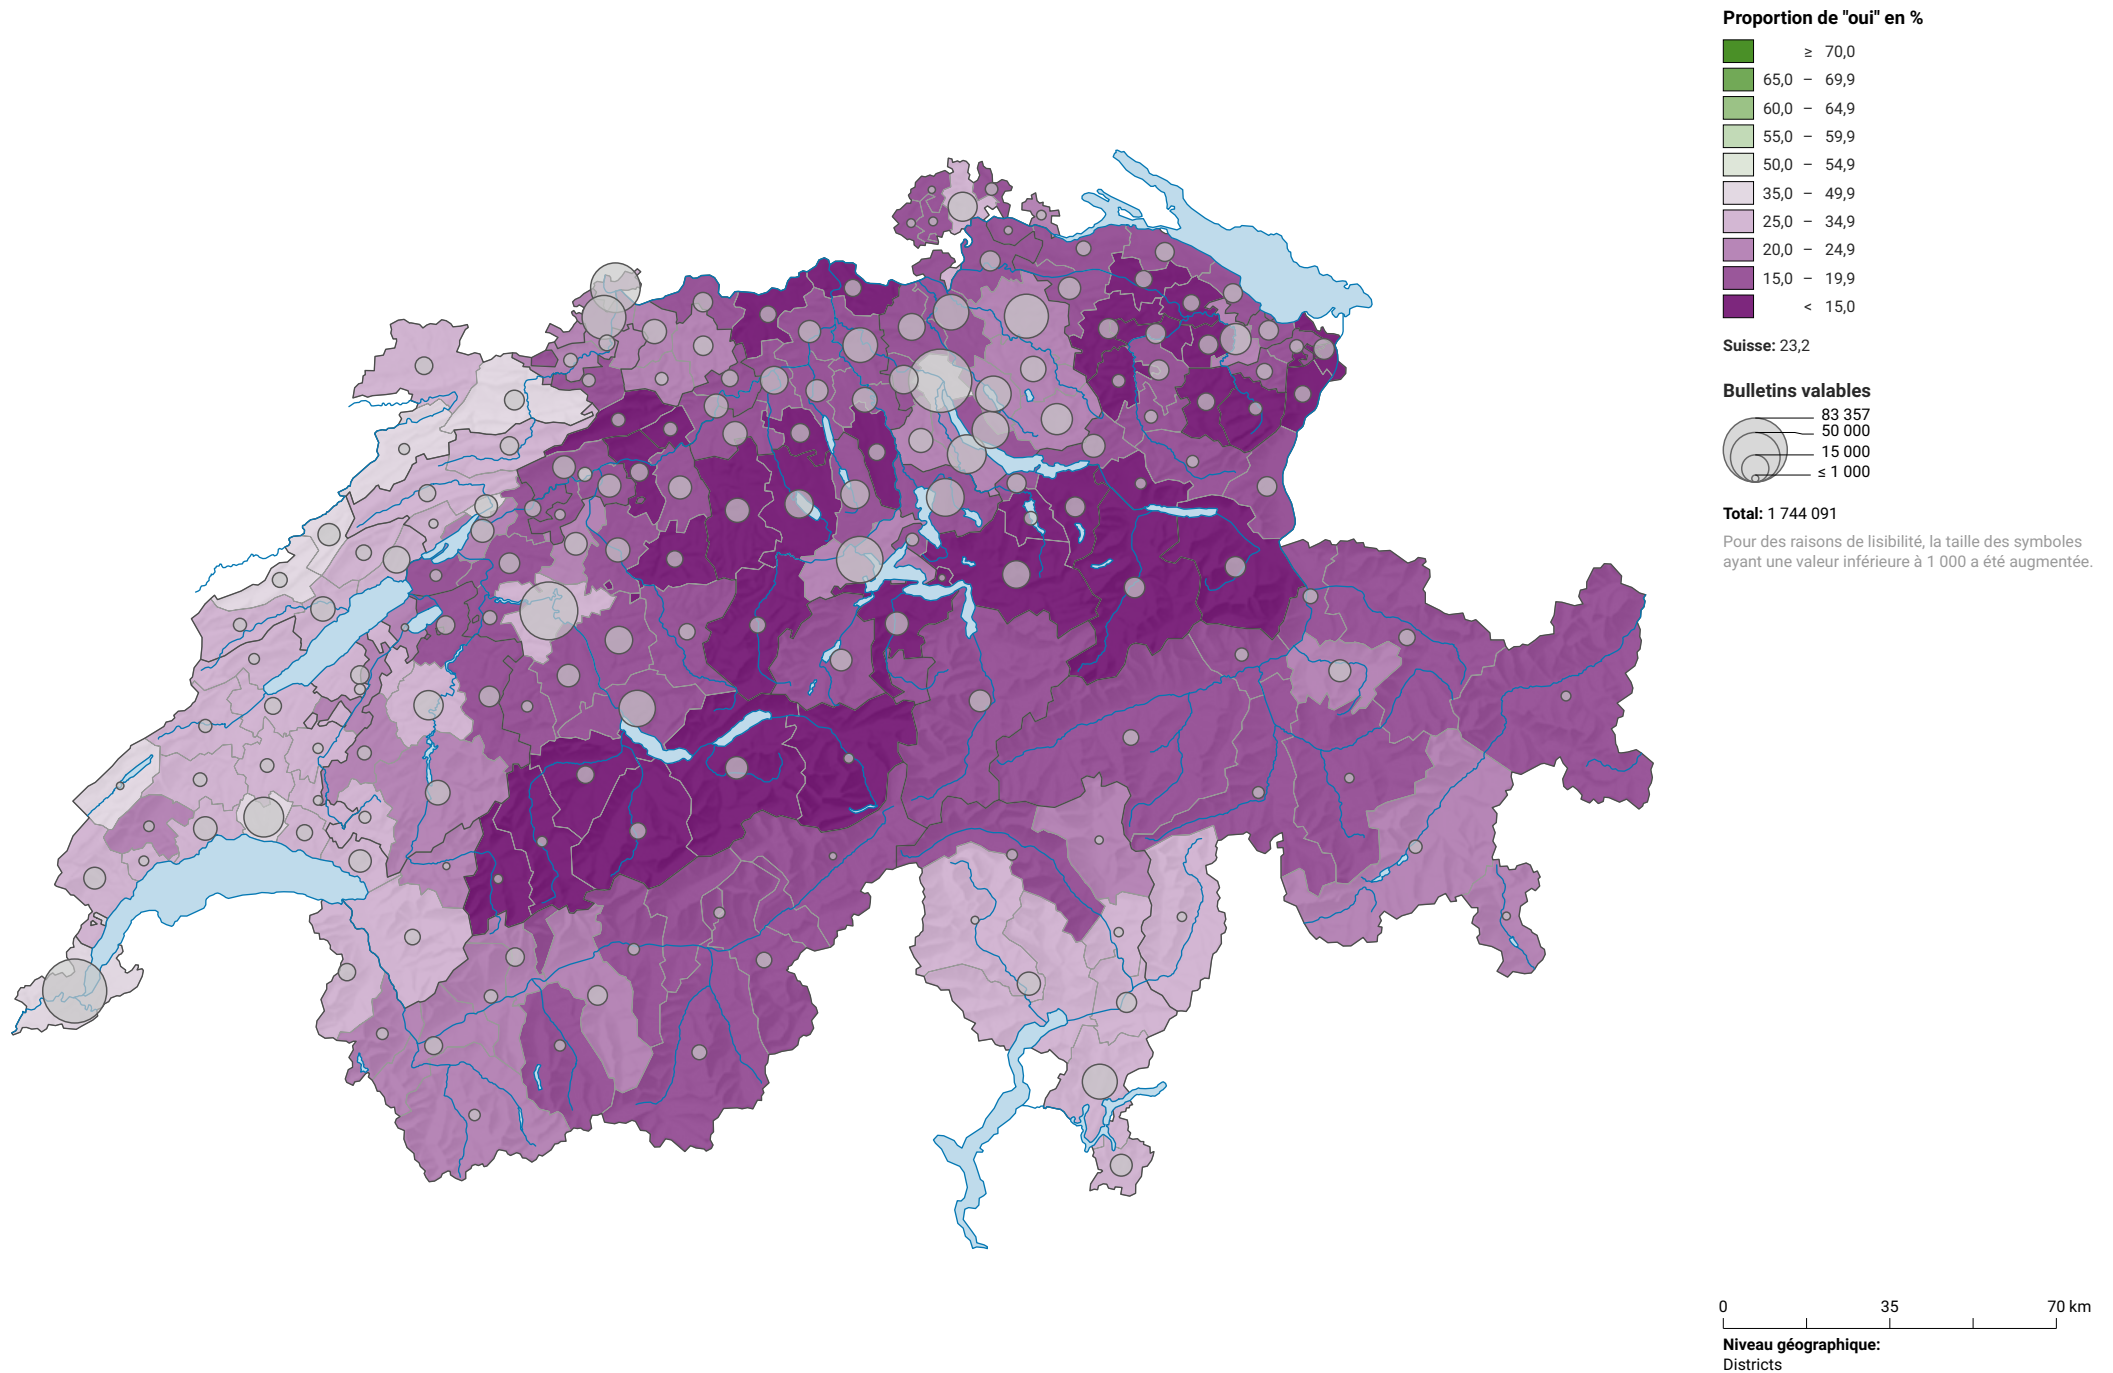 Proportion de "oui" en %
≥ 70,0
65,0 – 69,9
60,0 – 64,9
55,0 – 59,9
50,0 – 54,9
35,0 – 49,9
25,0 – 34,9
20,0 – 24,9
15,0 – 19,9
< 15,0
Suisse: 23,2
Bulletins valables
83 357
50 000
15 000
≤ 1 000
Total: 1 744 091
Pour des raisons de lisibilité, la taille des symboles
ayant une valeur inférieure à 1 000 a été augmentée.
0 35 70 km
Niveau géographique:
Districts